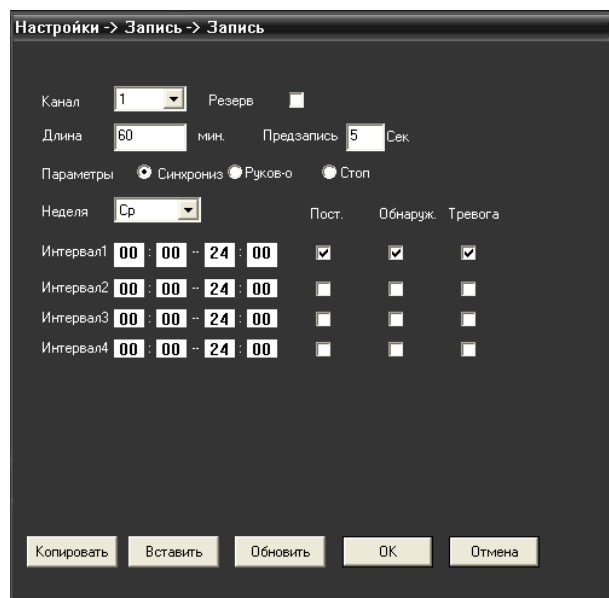 Настройки -> Запись -> Запись
Канал 1 Резерв
Длина 60 мин. Предзапись 5 Сек
Параметры Синхрониз Руков-о Стоп
Неделя Ср Пост. Обнаруж. Тревога
Интервал1 00 : 00 -- 24 : 00
Интервал2 00 : 00 -- 24 : 00
Интервал3 00 : 00 -- 24 : 00
Интервал4 00 : 00 -- 24 : 00
Копировать Вставить Обновить OK Отмена